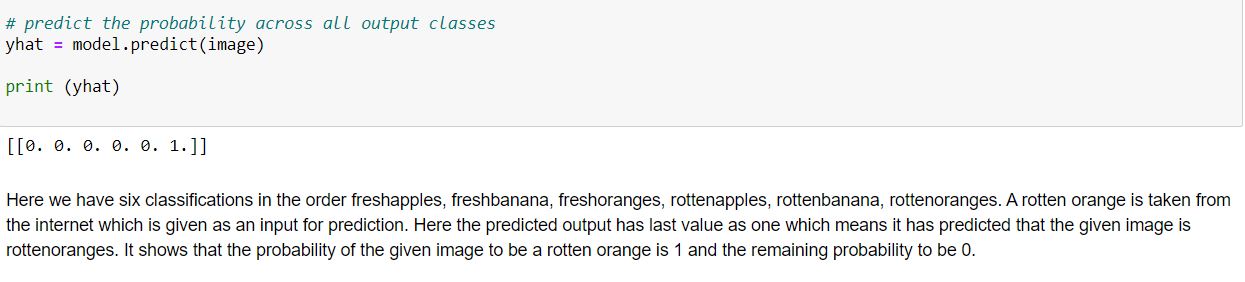 # predict the probability across all output classes
yhat = model.predict(image)
print (yhat)
[[0. 0. 0. 0. 0. 1.]]
Here we have six classifications in the order freshapples, freshbanana, freshoranges, rottenapples, rottenbanana, rottenoranges. A rotten orange is taken from
the internet which is given as an input for prediction. Here the predicted output has last value as one which means it has predicted that the given image is
rottenoranges. It shows that the probability of the given image to be a rotten orange is 1 and the remaining probability to be 0.